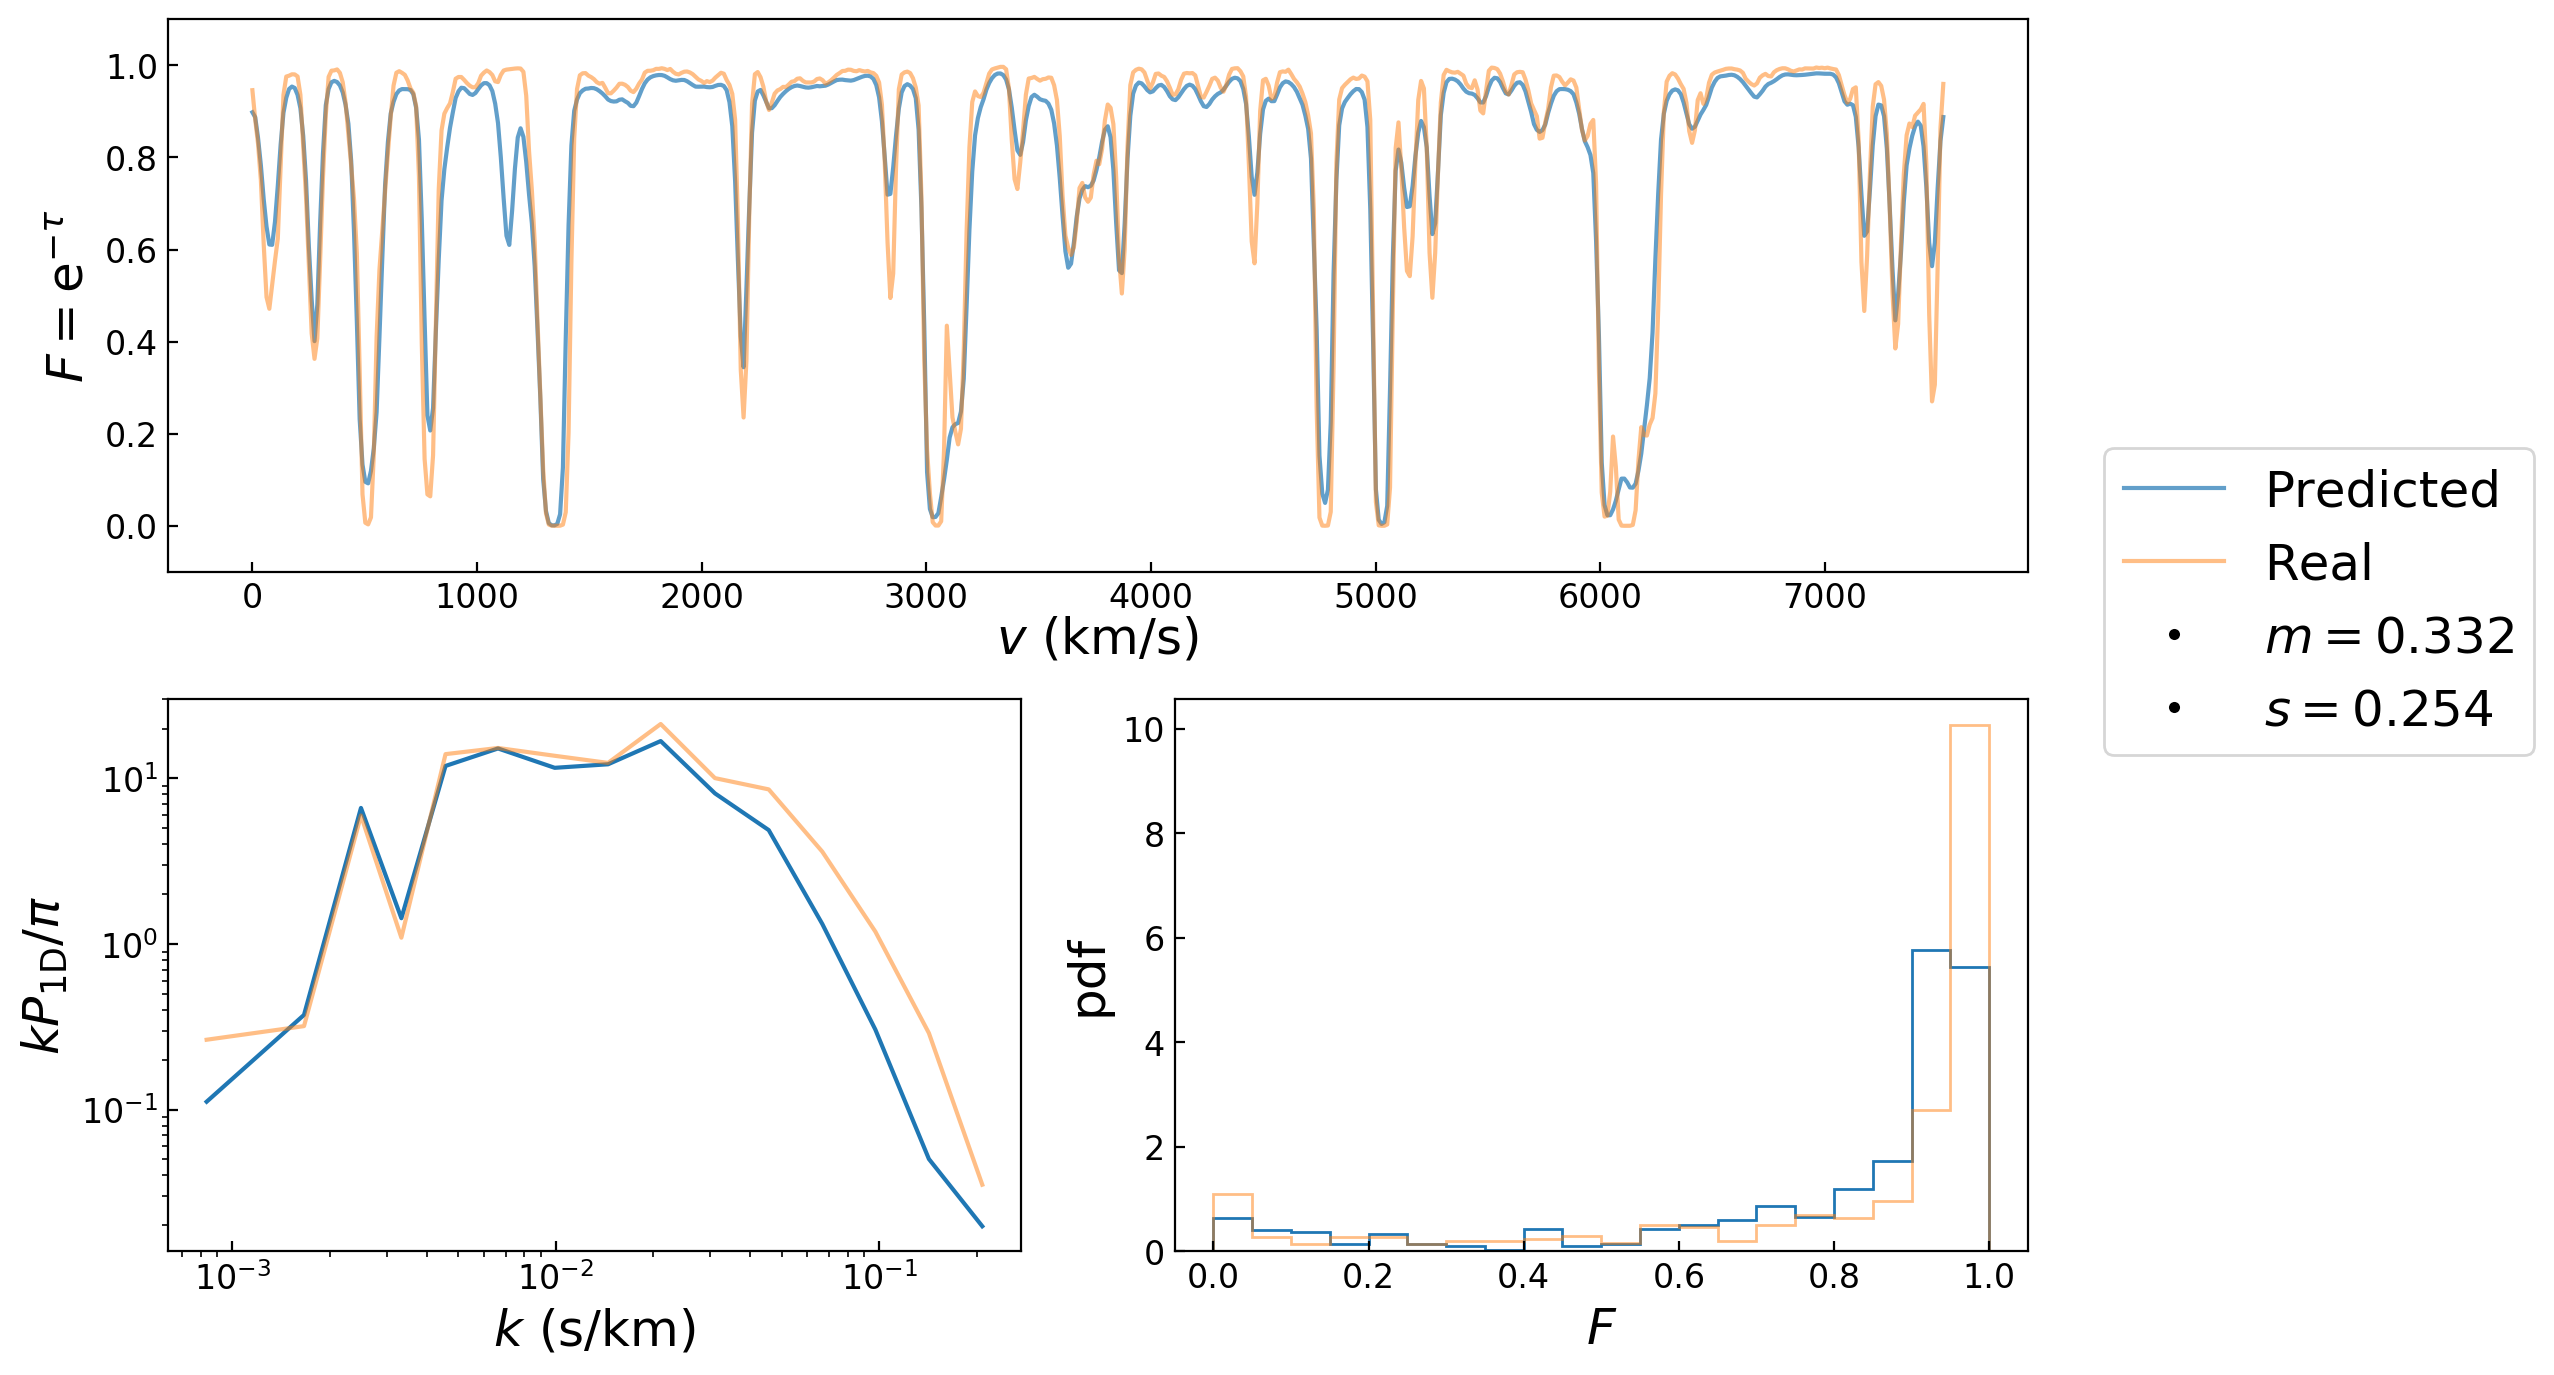 F = e^{−τ}
1.0
0.8
0.6
0.4
0.2
0.0
0 1000 2000 3000 4000 5000 6000 7000
v (km/s)
Predicted
Real
m = 0.332
s = 0.254
kP_{1D}/π
10^1
10^0
10^{−1}
10^{−3} 10^{−2} 10^{−1}
k (s/km)
pdf
10
8
6
4
2
0
0.0 0.2 0.4 0.6 0.8 1.0
F